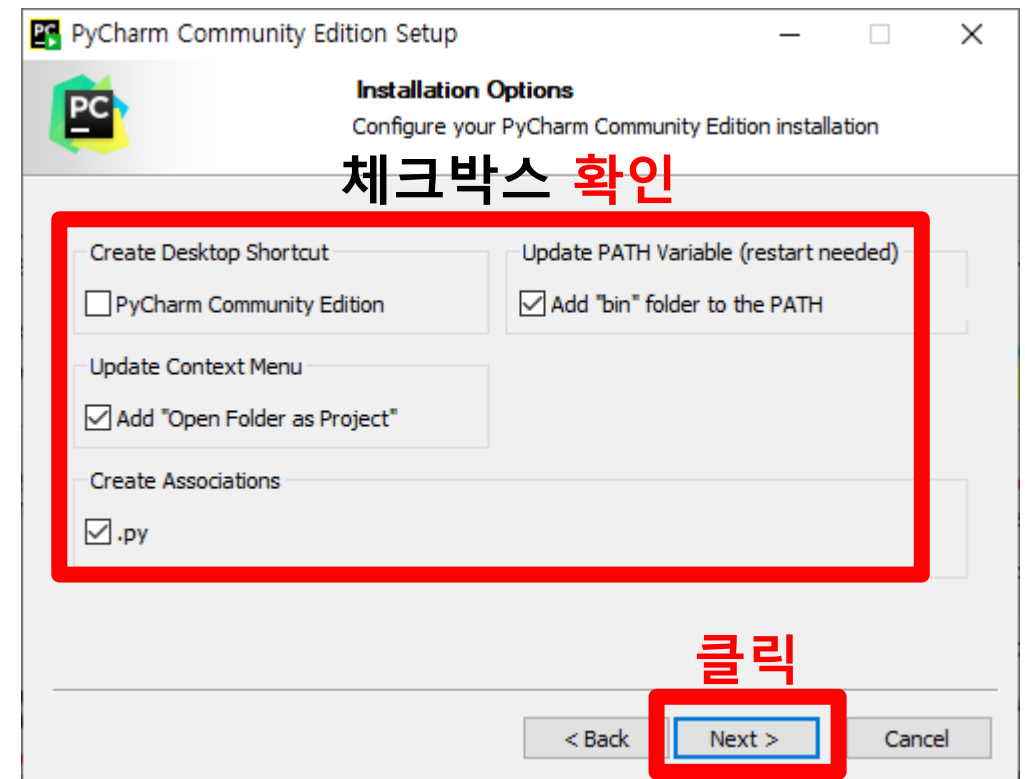 PyCharm Community Edition Setup
PC
Installation Options
Configure your PyCharm Community Edition installation
체크박스 확인
Create Desktop Shortcut
PyCharm Community Edition
Update PATH Variable (restart needed)
Add "bin" folder to the PATH
Update Context Menu
Add "Open Folder as Project"
Create Associations
.py
클릭
< Back
Next >
Cancel